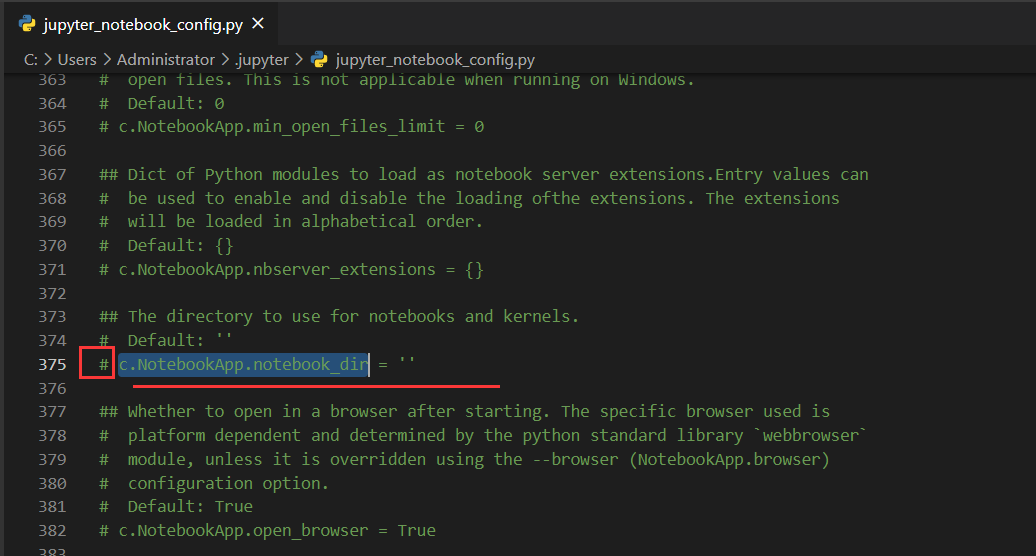 jupyter_notebook_config.py ×
C: > Users > Administrator > .jupyter > jupyter_notebook_config.py
363 #  open files. This is not applicable when running on Windows.
364 #  Default: 0
365 # c.NotebookApp.min_open_files_limit = 0
366
367 ## Dict of Python modules to load as notebook server extensions.Entry values can
368 #  be used to enable and disable the loading ofthe extensions. The extensions
369 #  will be loaded in alphabetical order.
370 #  Default: {}
371 # c.NotebookApp.nbserver_extensions = {}
372
373 ## The directory to use for notebooks and kernels.
374 #  Default: ''
375 # c.NotebookApp.notebook_dir = ''
376
377 ## Whether to open in a browser after starting. The specific browser used is
378 #  platform dependent and determined by the python standard library `webbrowser`
379 #  module, unless it is overridden using the --browser (NotebookApp.browser)
380 #  configuration option.
381 #  Default: True
382 # c.NotebookApp.open_browser = True
383